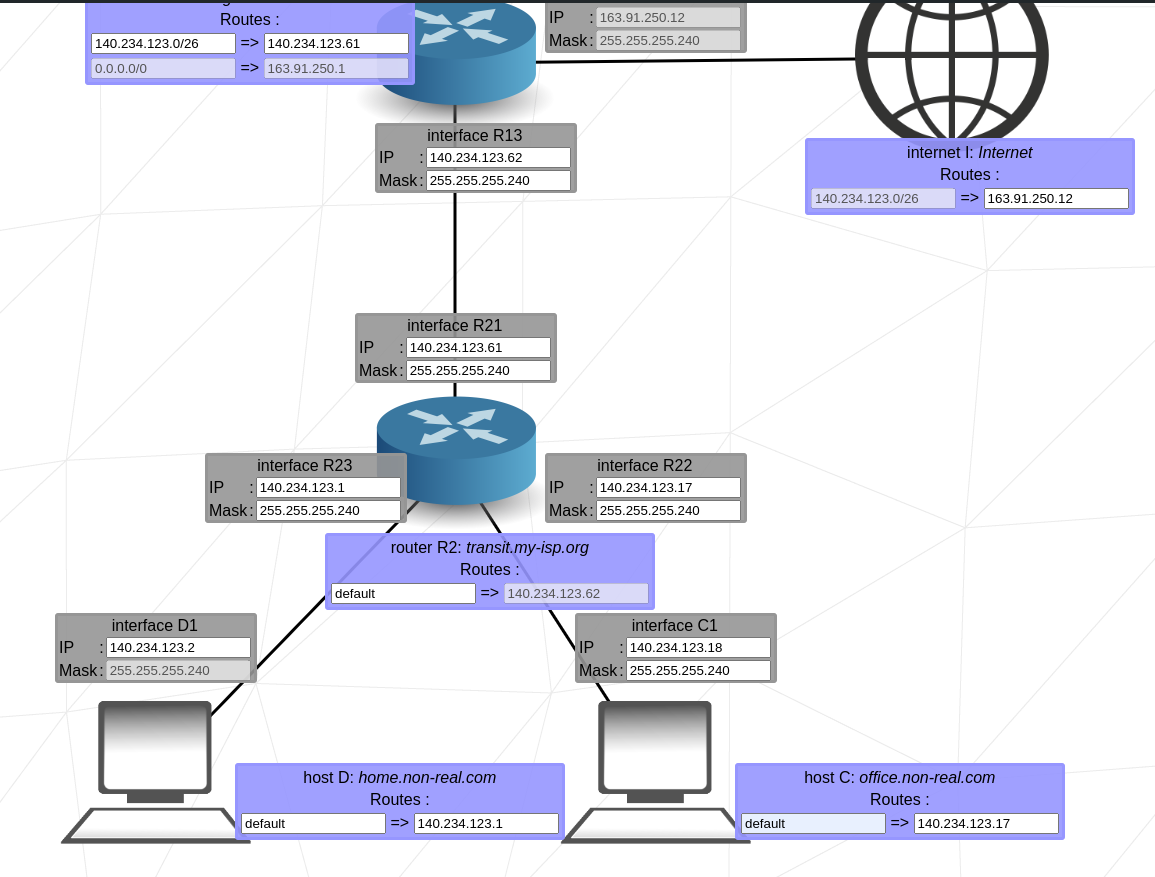 Routes :
140.234.123.0/26 => 140.234.123.61
0.0.0.0/0 => 163.91.250.1
IP : 163.91.250.12
Mask : 255.255.255.240
interface R13
IP : 140.234.123.62
Mask : 255.255.255.240
internet I: Internet
Routes :
140.234.123.0/26 => 163.91.250.12
interface R21
IP : 140.234.123.61
Mask : 255.255.255.240
interface R23
IP : 140.234.123.1
Mask : 255.255.255.240
interface R22
IP : 140.234.123.17
Mask : 255.255.255.240
router R2: transit.my-isp.org
Routes :
default => 140.234.123.62
interface D1
IP : 140.234.123.2
Mask : 255.255.255.240
interface C1
IP : 140.234.123.18
Mask : 255.255.255.240
host D: home.non-real.com
Routes :
default => 140.234.123.1
host C: office.non-real.com
Routes :
default => 140.234.123.17